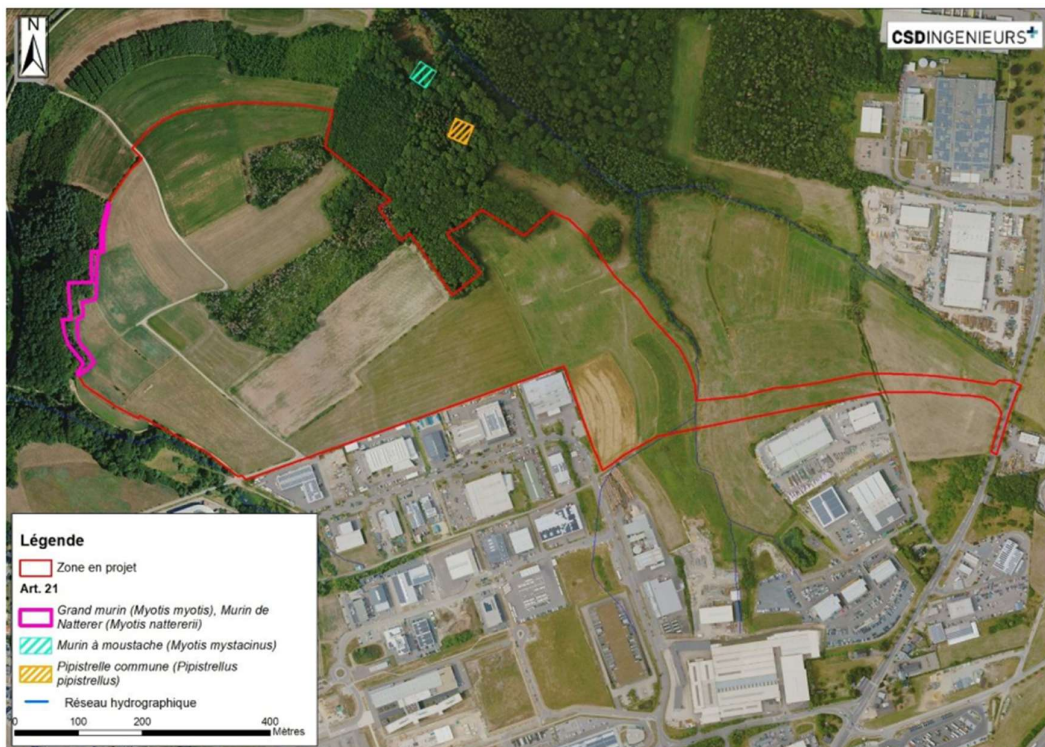 N
CSDINGENIEURS+
Légende
Zone en projet
Art. 21
Grand murin (Myotis myotis), Murin de
Natterer (Myotis nattererii)
Murin à moustache (Myotis mystacinus)
Pipistrelle commune (Pipistrellus
pipistrellus)
Réseau hydrographique
0 100 200 400
Mètres